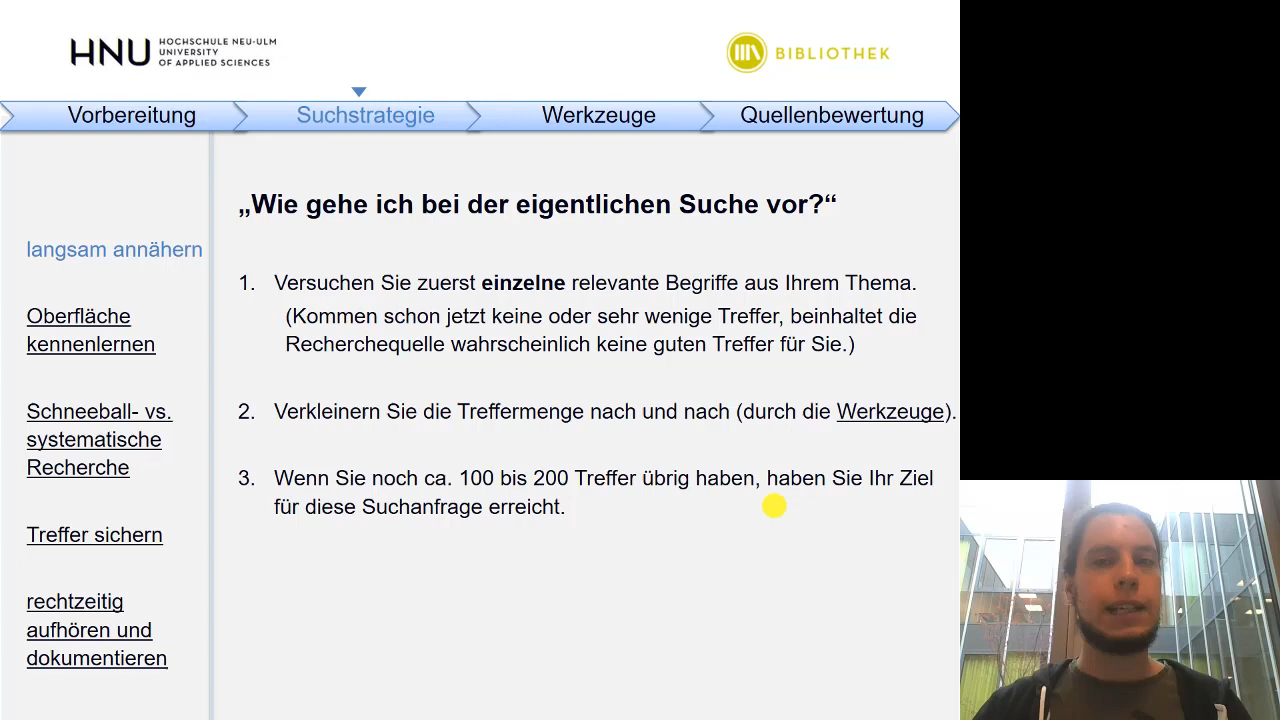 HNU HOCHSCHULE NEU-ULM
UNIVERSITY
OF APPLIED SCIENCES
BIBLIOTHEK
Vorbereitung
Suchstrategie
Werkzeuge
Quellenbewertung
langsam annähern
Oberfläche
kennenlernen
Schneeball- vs.
systematische
Recherche
Treffer sichern
rechtzeitig
aufhören und
dokumentieren
„Wie gehe ich bei der eigentlichen Suche vor?“
1. Versuchen Sie zuerst einzelne relevante Begriffe aus Ihrem Thema.
(Kommen schon jetzt keine oder sehr wenige Treffer, beinhaltet die
Recherchequelle wahrscheinlich keine guten Treffer für Sie.)
2. Verkleinern Sie die Treffermenge nach und nach (durch die Werkzeuge).
3. Wenn Sie noch ca. 100 bis 200 Treffer übrig haben, haben Sie Ihr Ziel
für diese Suchanfrage erreicht.